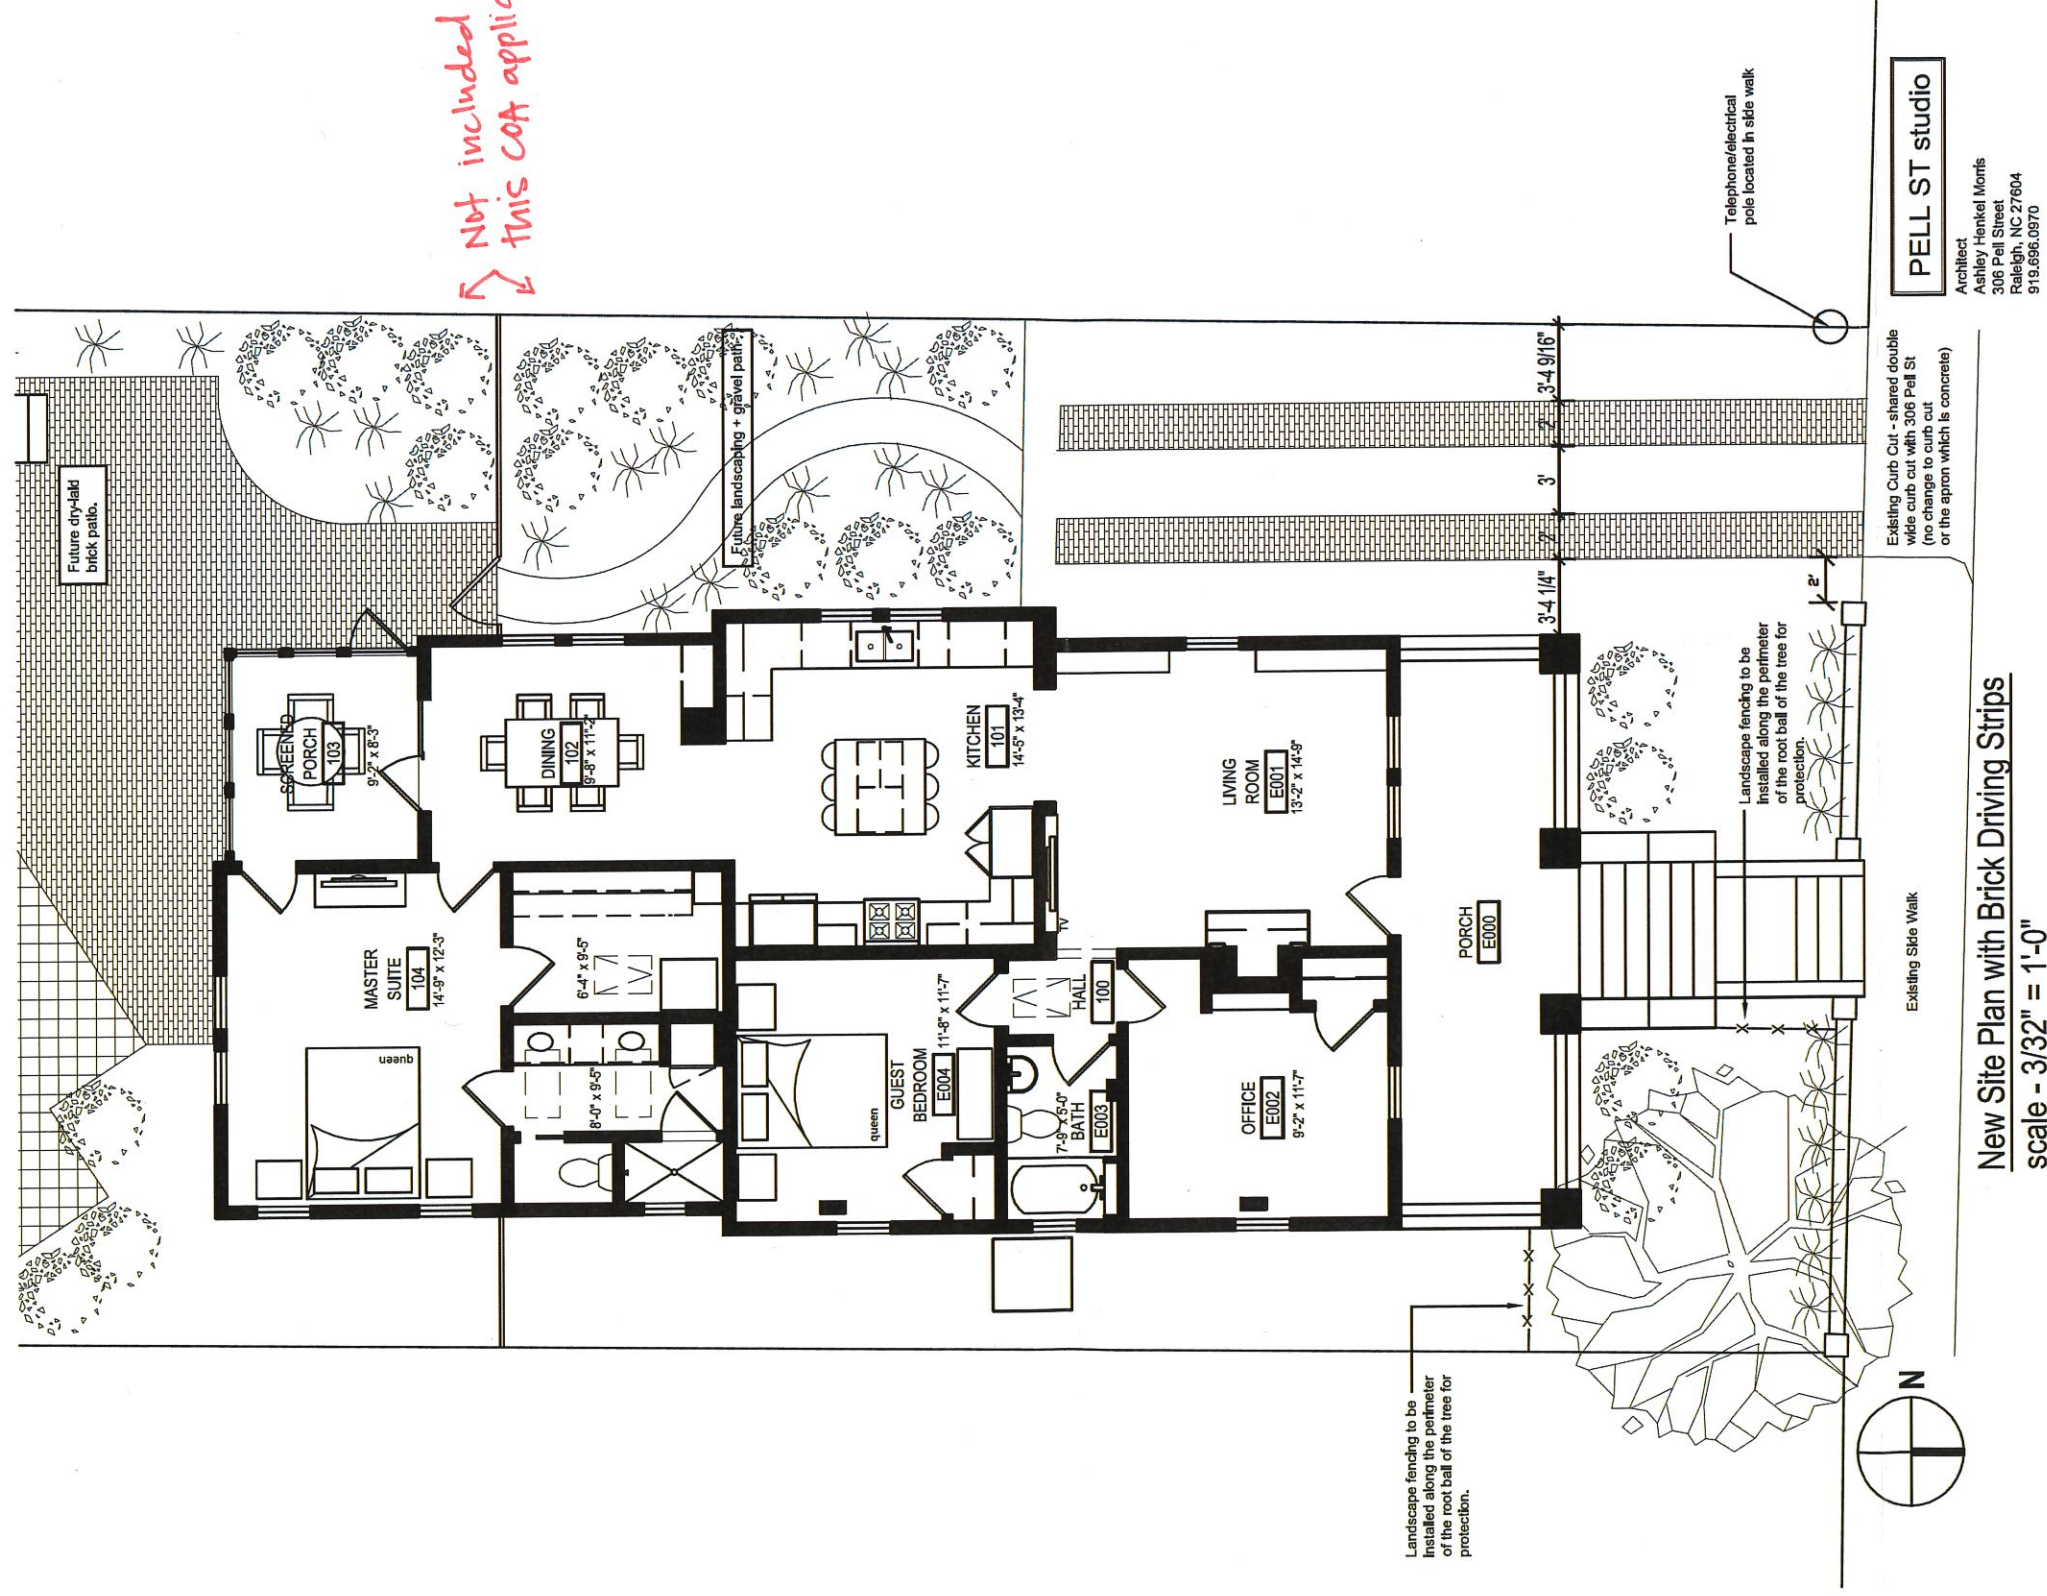 Not included
this COA
Future dry-laid
brick patio.
Future landscaping + gravel path
SCREENED
PORCH
103
9'-2" x 8'-3"
DINING
102
9'-8" x 11'-2"
KITCHEN
101
14'-5" x 13'-4"
MASTER
SUITE
104
14'-9" x 12'-3"
queen
6'-4" x 9'-5"
8'-0" x 9'-5"
GUEST
BEDROOM
E004
11'-8" x 11'-7"
queen
HALL
100
7'-9" x 5'-0"
BATH
E003
TV
LIVING
ROOM
E001
13'-2" x 14'-9"
OFFICE
E002
9'-2" x 11'-7"
PORCH
E000
3'-4 1/4"
2'
3'
2'
3'-4 9/16"
2'
Telephone/electrical
pole located in side walk
Landscape fencing to be
installed along the perimeter
of the root ball of the tree for
protection.
Landscape fencing to be
installed along the perimeter
of the root ball of the tree for
protection.
Existing Curb Cut - shared double
wide curb cut with 306 Pell St
(no change to curb cut
or the apron which is concrete)
Existing Side Walk
N
New Site Plan with Brick Driving Strips
scale - 3/32" = 1'-0"
PELL ST studio
Architect
Ashley Henkel Morris
306 Pell Street
Raleigh, NC 27604
919.696.0970